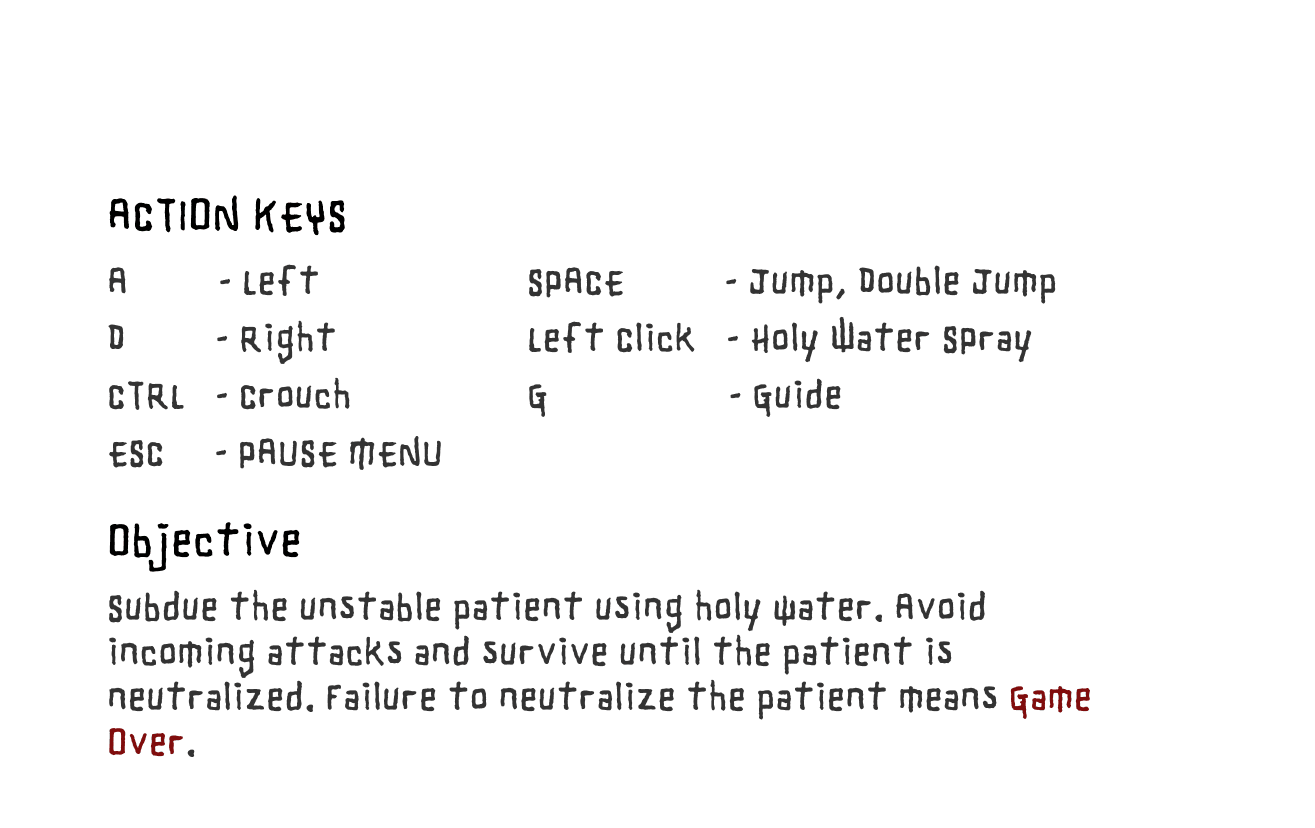 ACTION KEYS
A - Left SPACE - Jump, Double Jump
D - Right Left Click - Holy Water Spray
CTRL - Crouch G - Guide
ESC - PAUSE MENU
Objective
Subdue the unstable patient using holy water. Avoid
incoming attacks and survive until the patient is
neutralized. Failure to neutralize the patient means Game
Over.